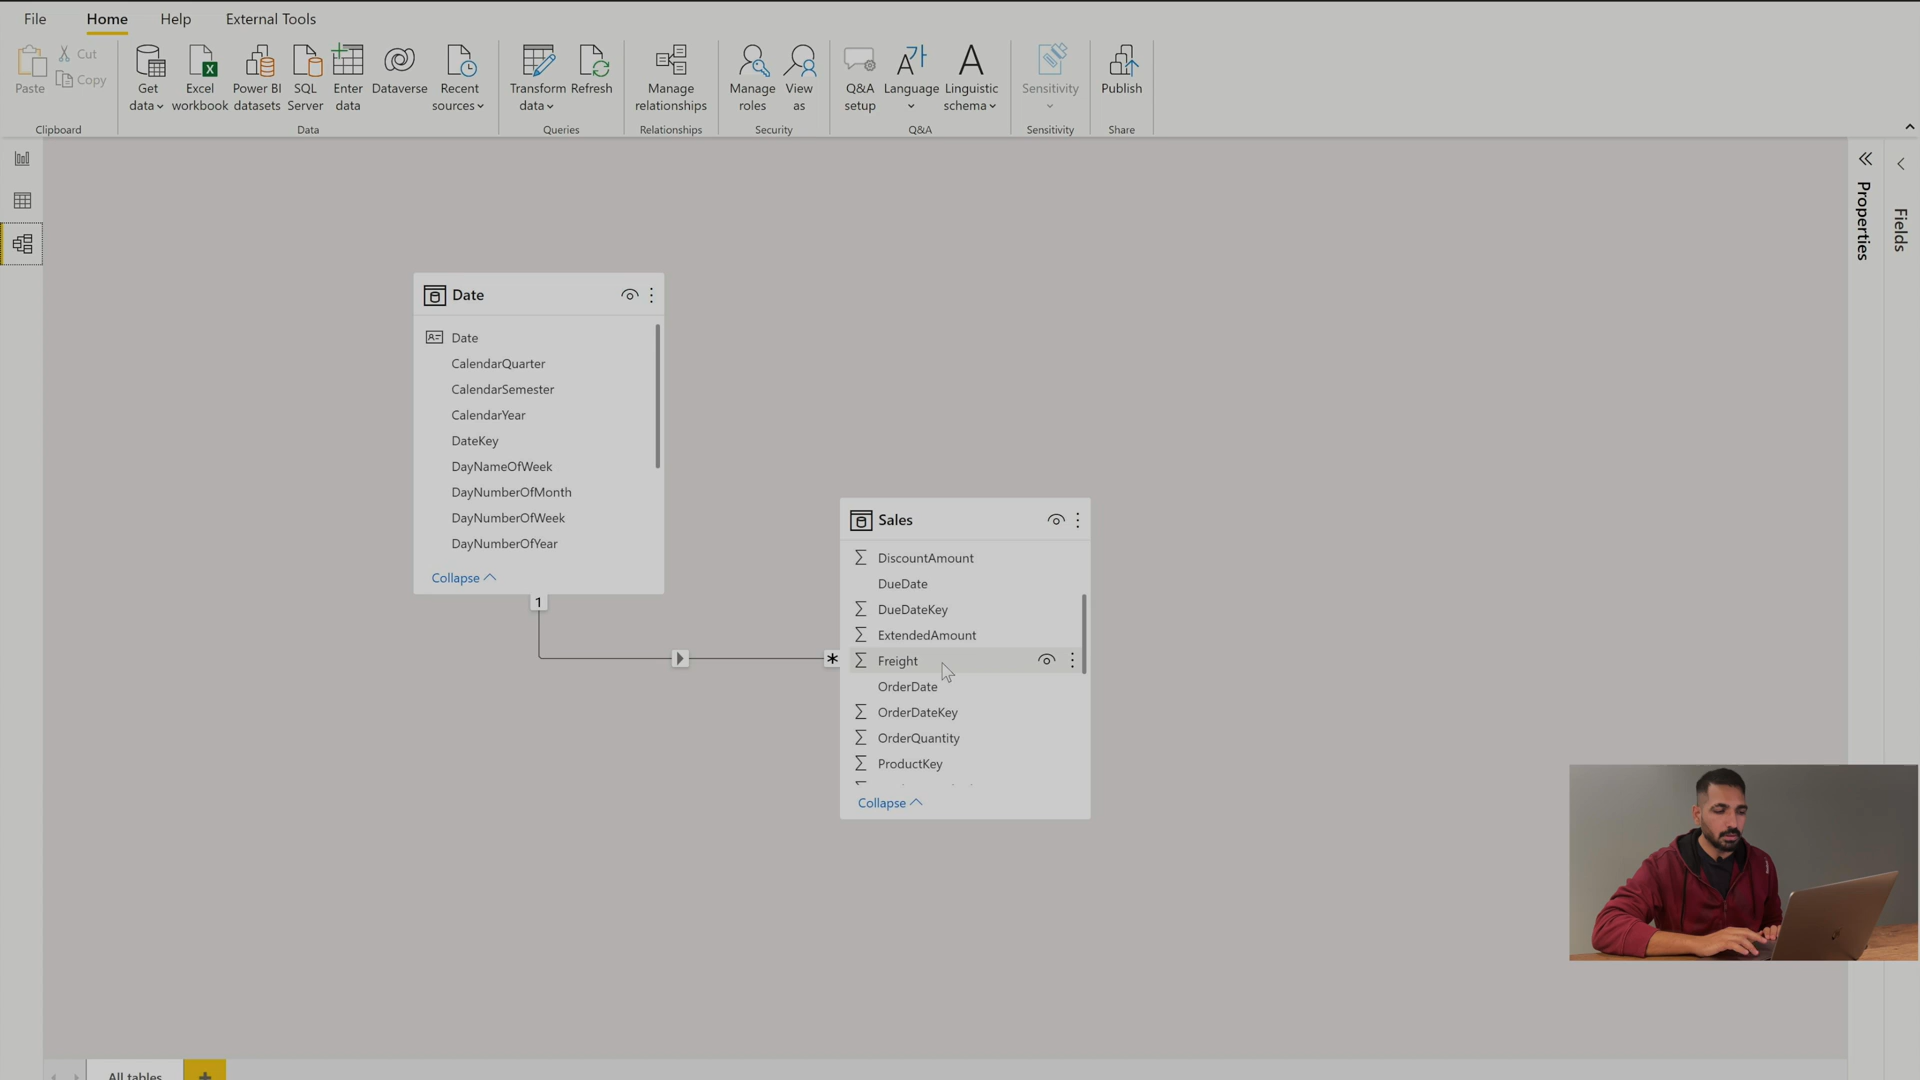 File Home Help External Tools
Paste Cut Copy
Get data Excel workbook Power BI datasets SQL Server Enter data Dataverse Recent sources Transform data Refresh Manage relationships Manage roles View as Q&A setup Language Linguistic schema Sensitivity Publish
Clipboard Data Queries Relationships Security Q&A Sensitivity Share
Properties
Fields
Date
Date
CalendarQuarter
CalendarSemester
CalendarYear
DateKey
DayNameOfWeek
DayNumberOfMonth
DayNumberOfWeek
DayNumberOfYear
Collapse
1
*
Sales
DiscountAmount
DueDate
DueDateKey
ExtendedAmount
Freight
OrderDate
OrderDateKey
OrderQuantity
ProductKey
Collapse
All tables